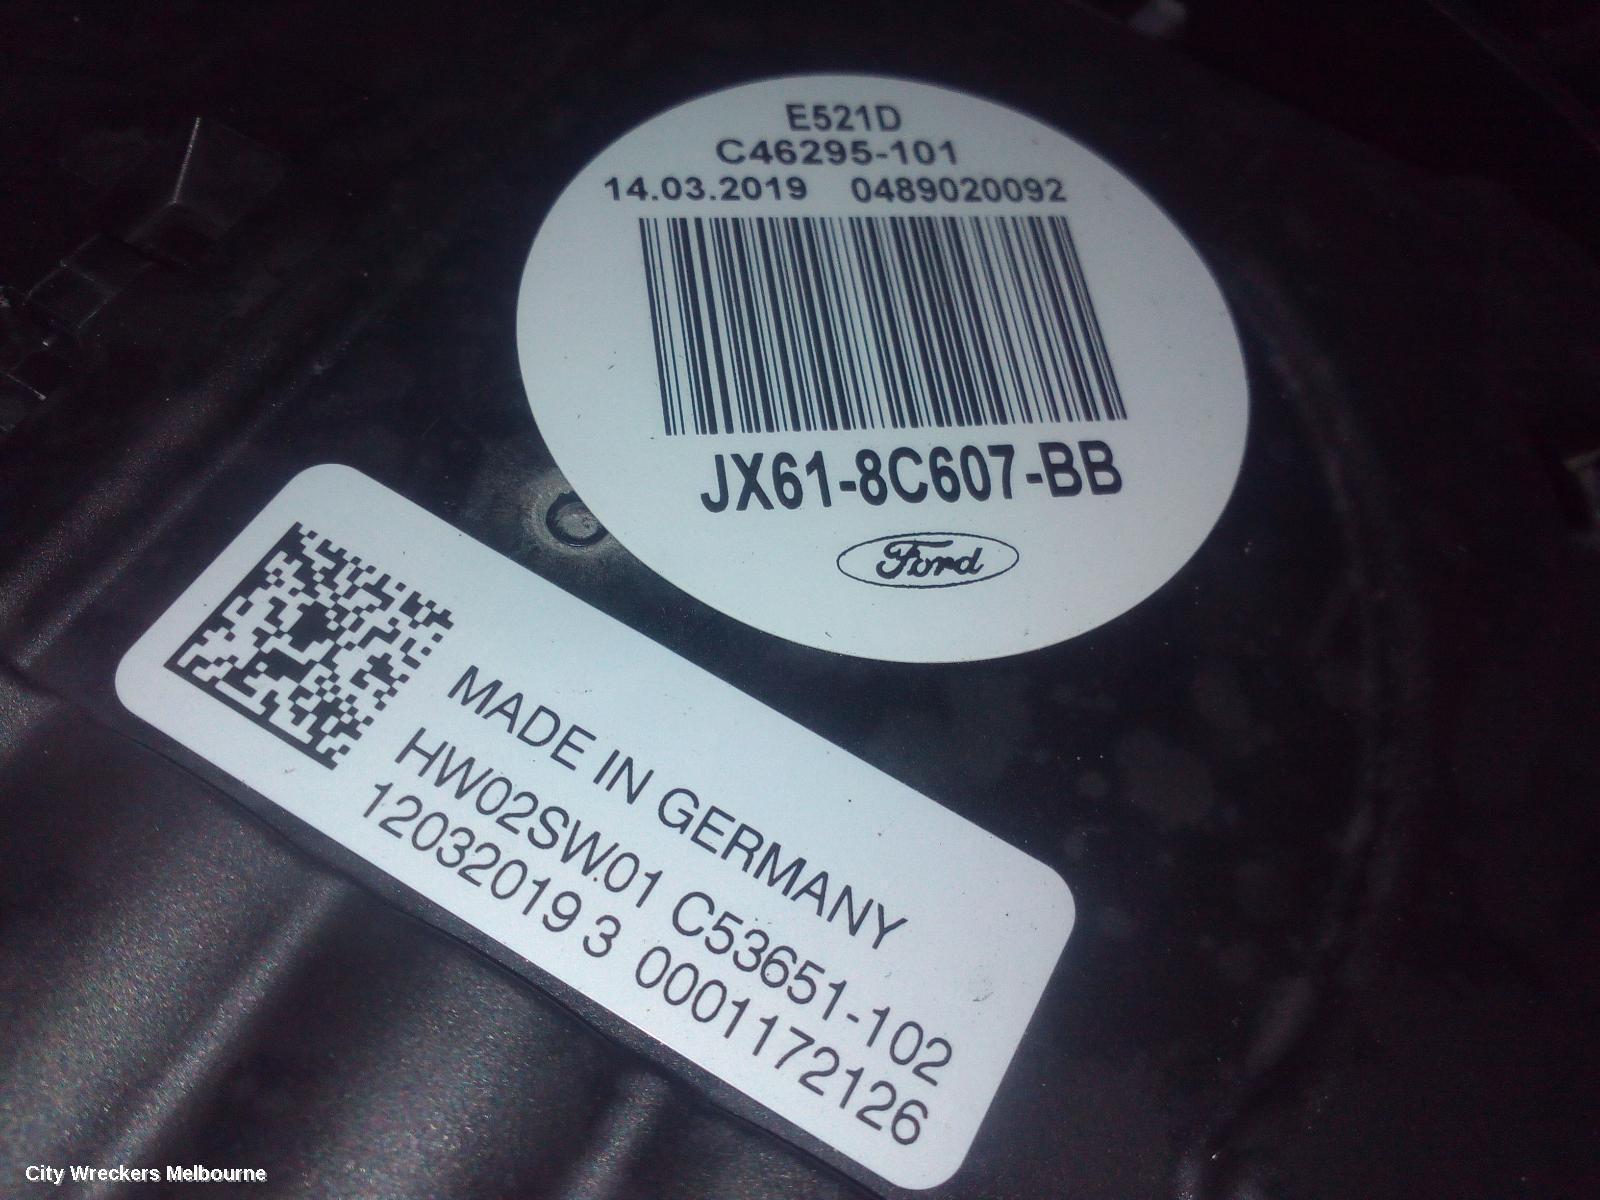 E521D
C46295-101
14.03.2019 0489020092
JX61-8C607-BB
Ford
MADE IN GERMANY
HW02SW.01 C53651-102
12032019 3 0001172126
City Wreckers Melbourne